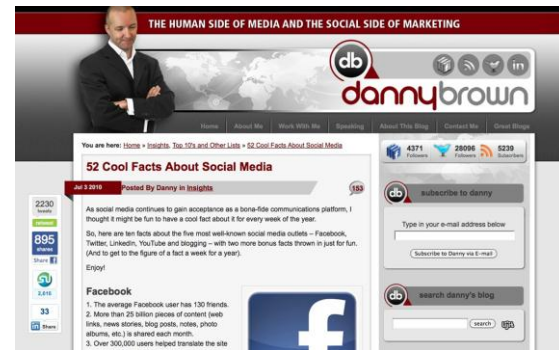 THE HUMAN SIDE OF MEDIA AND THE SOCIAL SIDE OF MARKETING
db
dannybrown
in
Home About Me Work With Me Speaking About This Blog Contact Me Great Blogs
You are here: Home » Insights, Top 10's and Other Lists » 52 Cool Facts About Social Media
52 Cool Facts About Social Media
Jul 3 2010 Posted By Danny in Insights 153
As social media continues to gain acceptance as a bona-fide communications platform, I
thought it might be fun to have a cool fact about it for every week of the year.
So, here are ten facts about the five most well-known social media outlets – Facebook,
Twitter, LinkedIn, YouTube and blogging – with two more bonus facts thrown in just for fun.
(And to get to the figure of a fact a week for a year).
Enjoy!
Facebook
1. The average Facebook user has 130 friends.
2. More than 25 billion pieces of content (web
links, news stories, blog posts, notes, photo
albums, etc.) is shared each month.
3. Over 300,000 users helped translate the site
2230
tweets
retweet
895
shares
Share
33
in Share
4371 28096 5239
Followers Followers Subscribers
db subscribe to danny
Type in your e-mail address below
Subscribe to Danny via E-mail
db search danny's blog
search